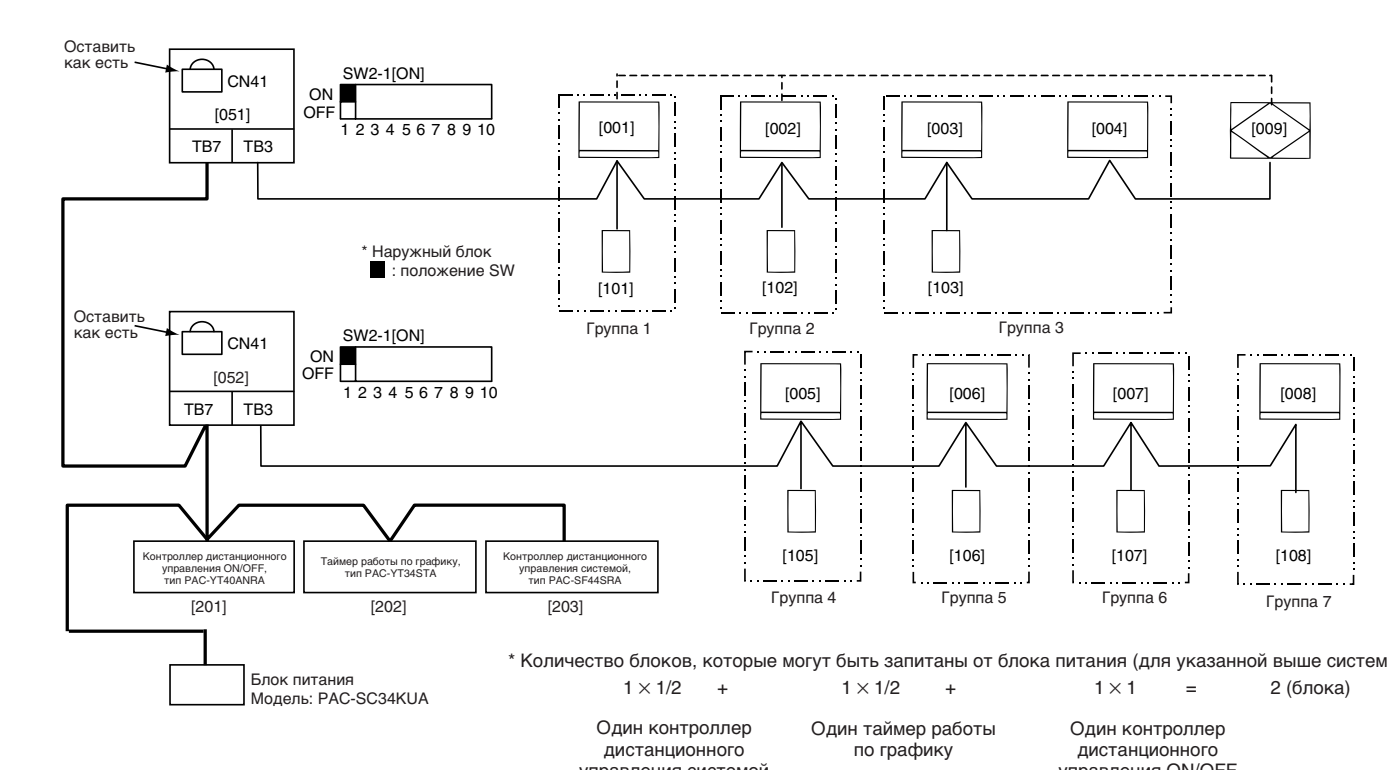 Оставить
как есть
CN41
[051]
TB7 TB3
SW2-1[ON]
ON
OFF
1 2 3 4 5 6 7 8 9 10
* Наружный блок
: положение SW
[001]
[002]
[003]
[004]
[009]
[101]
[102]
[103]
Группа 1
Группа 2
Группа 3
Оставить
как есть
CN41
[052]
TB7 TB3
SW2-1[ON]
ON
OFF
1 2 3 4 5 6 7 8 9 10
[005]
[006]
[007]
[008]
[105]
[106]
[107]
[108]
Группа 4
Группа 5
Группа 6
Группа 7
Контроллер дистанционного
управления ON/OFF,
тип PAC-YT40ANRA
[201]
Таймер работы по графику,
тип PAC-YT34STA
[202]
Контроллер дистанционного
управления системой,
тип PAC-SF44SRA
[203]
Блок питания
Модель: PAC-SC34KUA
* Количество блоков, которые могут быть запитаны от блока питания (для указанной выше систем
1 × 1/2 + 1 × 1/2 + 1 × 1 = 2 (блока)
Один контроллер
дистанционного
управления системой
Один таймер работы
по графику
Один контроллер
дистанционного
управления ON/OFF